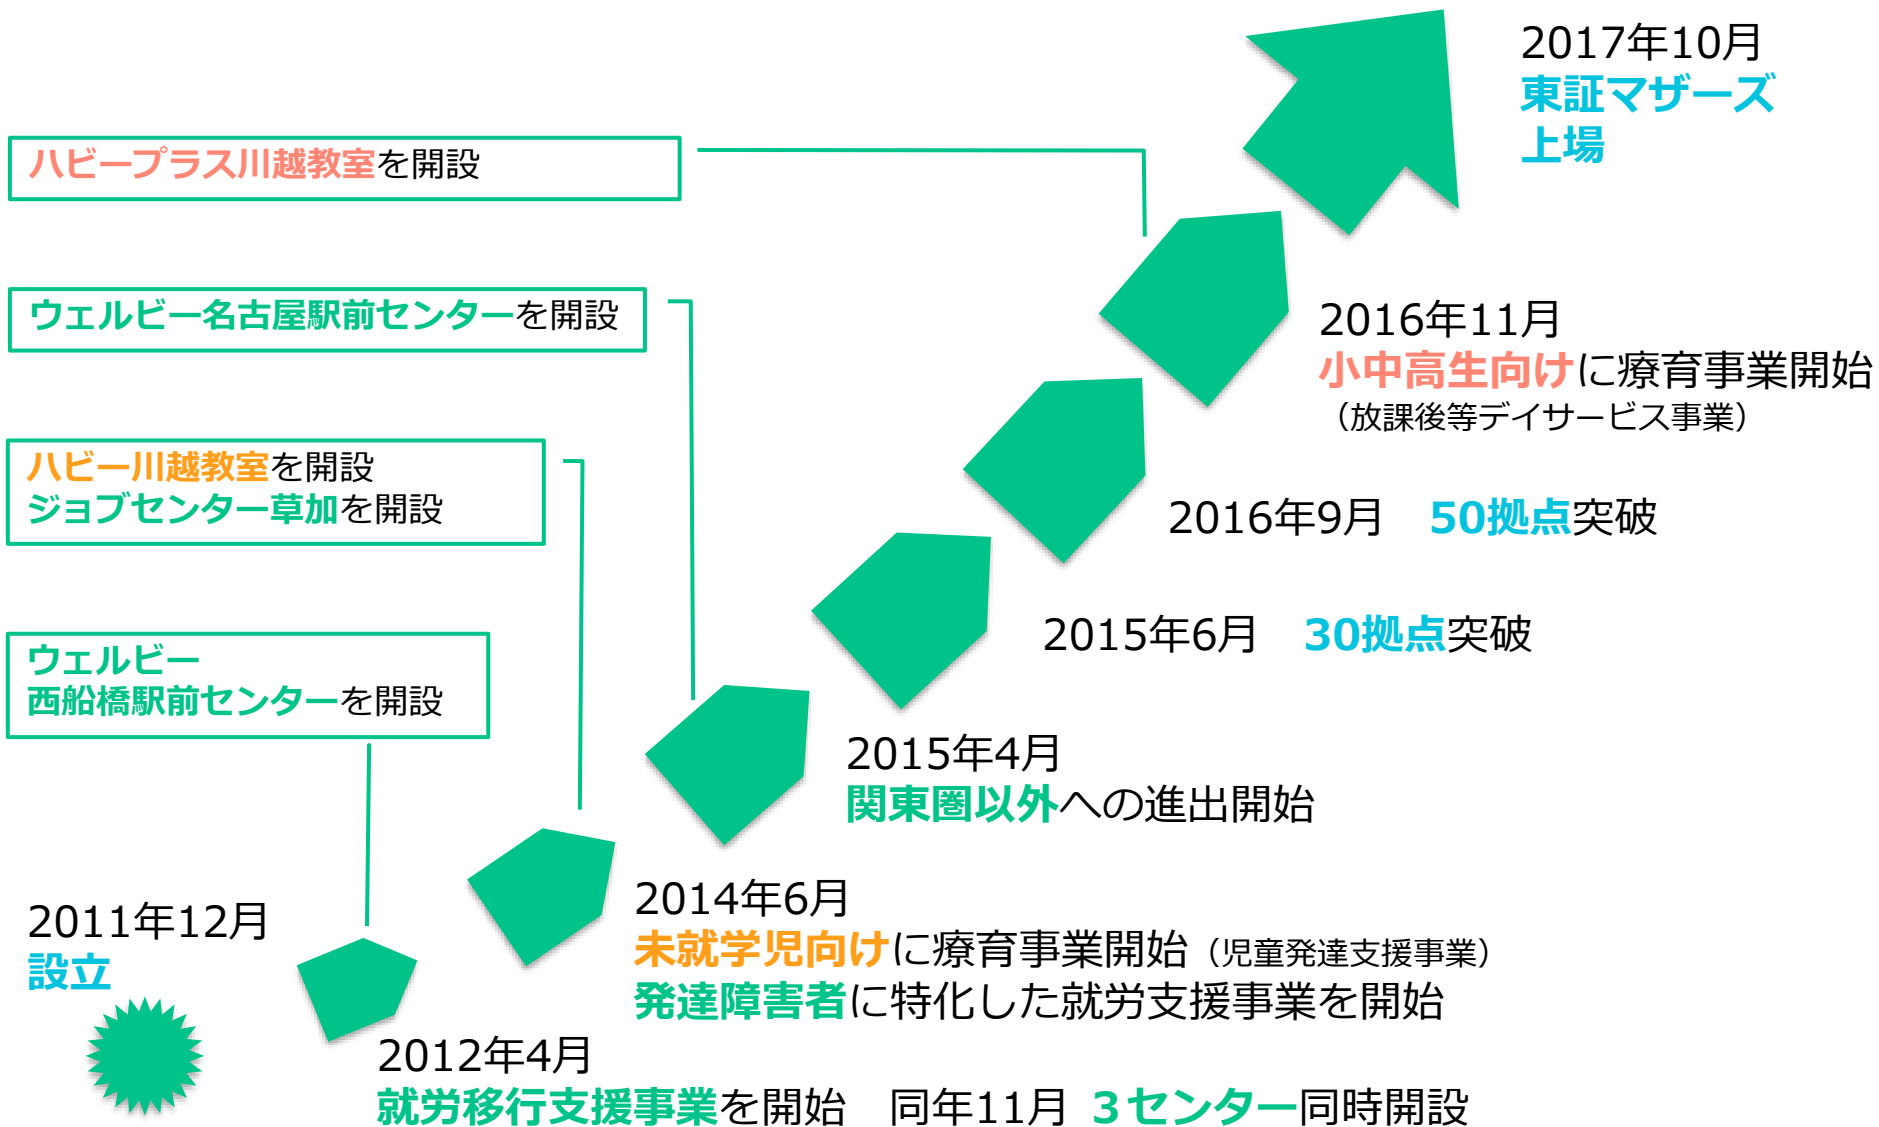 2017年10月
東証マザーズ
上場
ハビープラス川越教室を開設
ウェルビー名古屋駅前センターを開設
2016年11月
小中高生向けに療育事業開始
（放課後等デイサービス事業）
ハビー川越教室を開設
ジョブセンター草加を開設
2016年9月　50拠点突破
2015年6月　30拠点突破
ウェルビー
西船橋駅前センターを開設
2015年4月
関東圏以外への進出開始
2014年6月
未就学児向けに療育事業開始（児童発達支援事業）
発達障害者に特化した就労支援事業を開始
2011年12月
設立
2012年4月
就労移行支援事業を開始　同年11月 ３センター同時開設